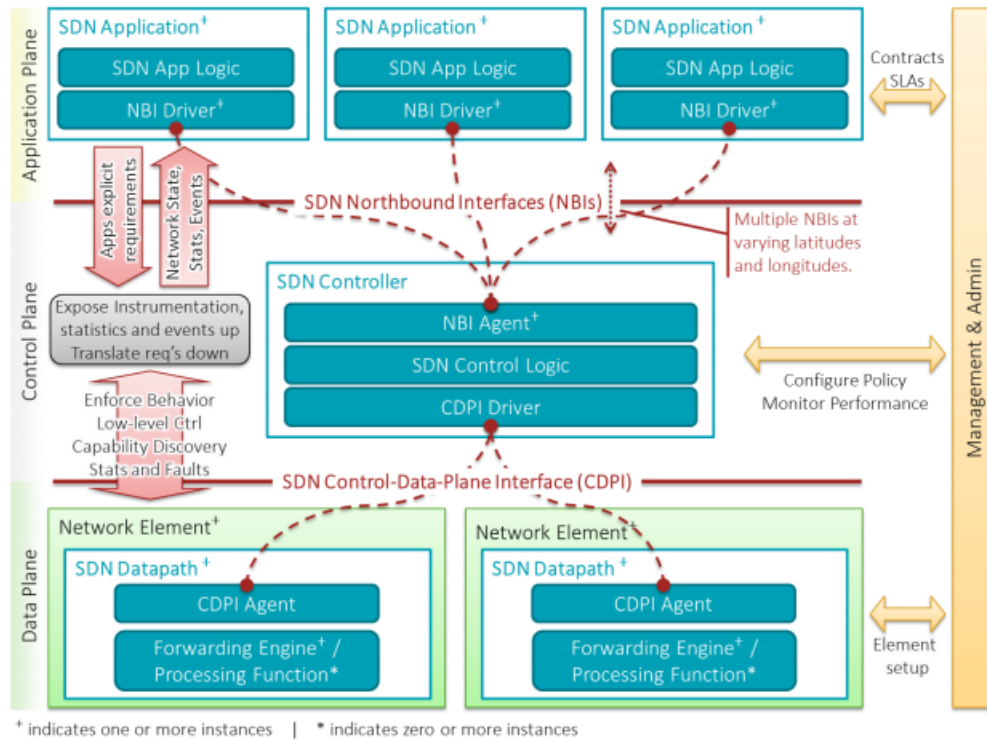 Application Plane
SDN Application+
SDN App Logic
NBI Driver+
SDN Application+
SDN App Logic
NBI Driver+
SDN Application+
SDN App Logic
NBI Driver+
Contracts
SLAs
Apps explicit
requirements
Network State,
Stats, Events
SDN Northbound Interfaces (NBIs)
Multiple NBIs at
varying latitudes
and longitudes.
Control Plane
Expose Instrumentation,
statistics and events up
Translate req's down
SDN Controller
NBI Agent+
SDN Control Logic
CDPI Driver
Configure Policy
Monitor Performance
Management & Admin
Enforce Behavior
Low-level Ctrl
Capability Discovery
Stats and Faults
SDN Control-Data-Plane Interface (CDPI)
Data Plane
Network Element+
SDN Datapath+
CDPI Agent
Forwarding Engine+ /
Processing Function*
Network Element+
SDN Datapath+
CDPI Agent
Forwarding Engine+ /
Processing Function*
Element
setup
+ indicates one or more instances | * indicates zero or more instances